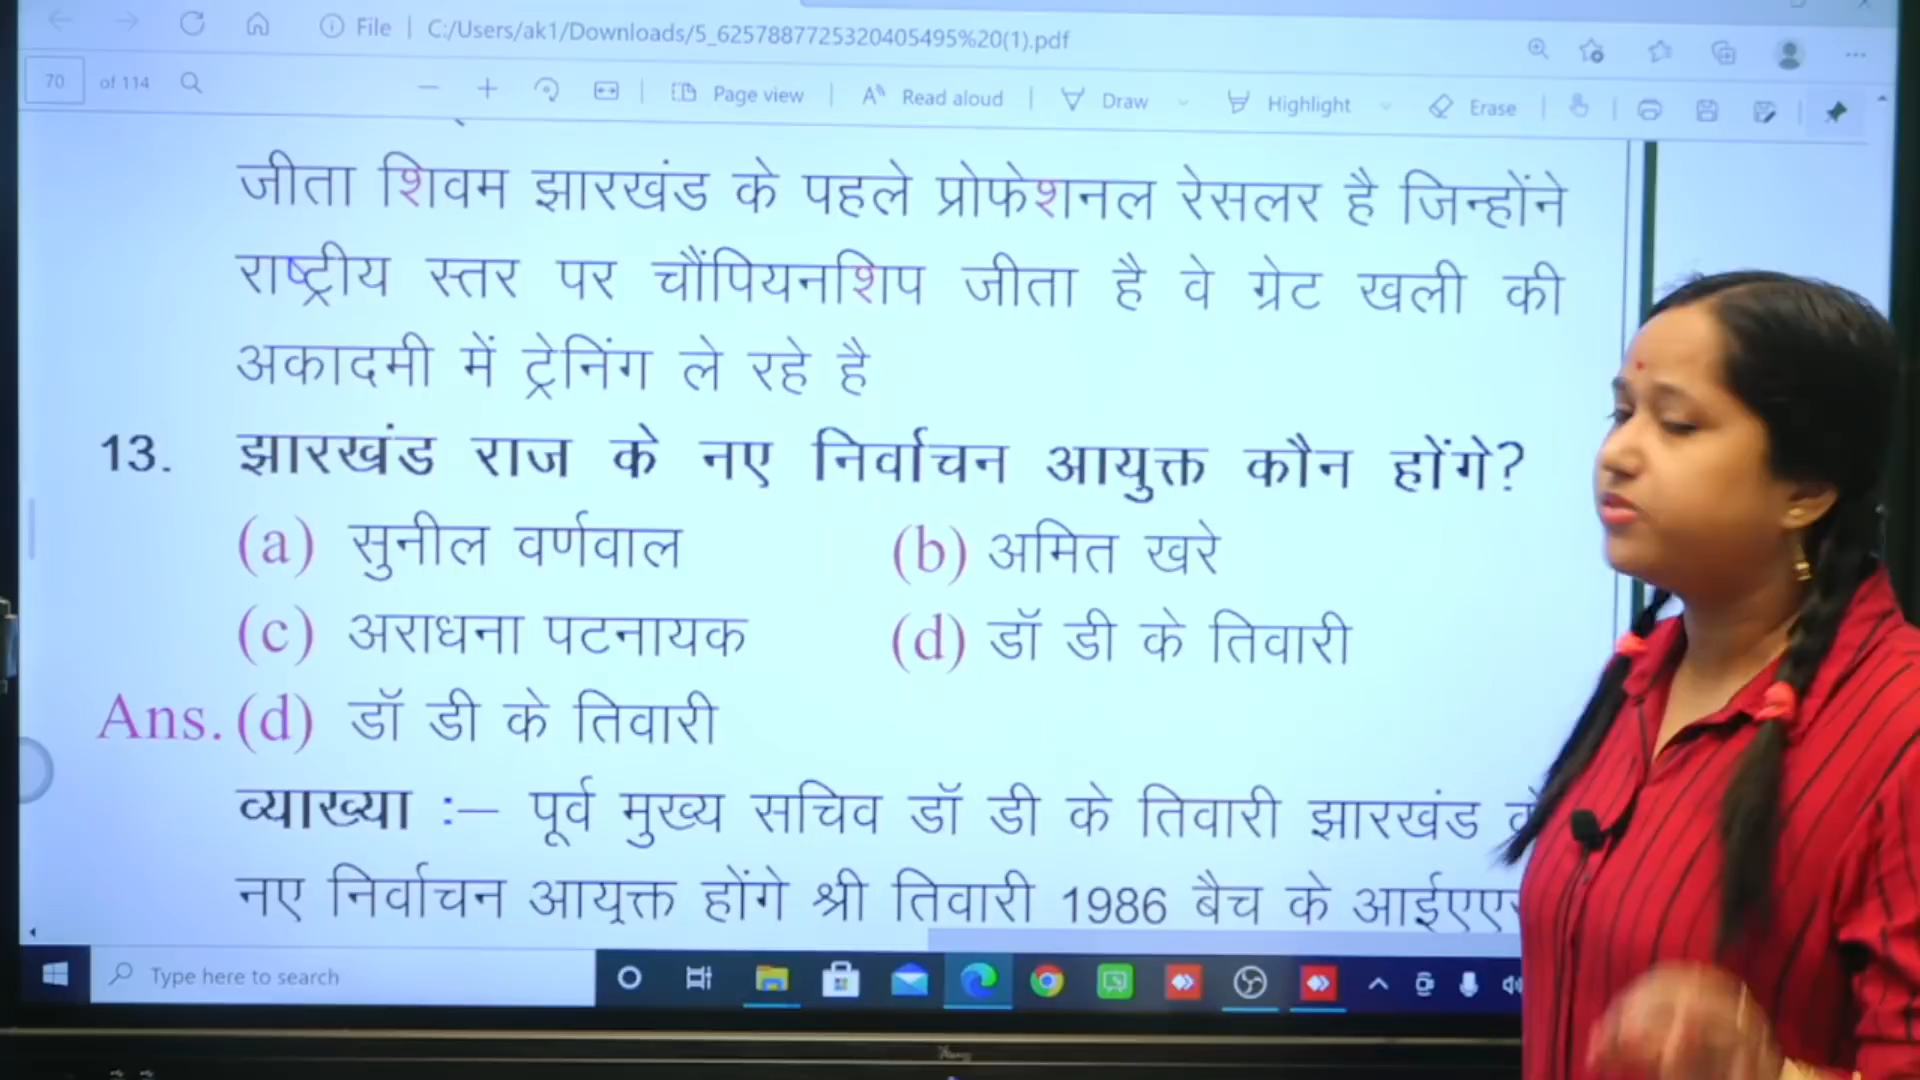 File | C:/Users/ak1/Downloads/5_6257887725320405495%20(1).pdf
70 of 114 Page view Read aloud Draw Highlight Erase
जीता शिवम झारखंड के पहले प्रोफेशनल रेसलर है जिन्होंने
राष्ट्रीय स्तर पर चौंपियनशिप जीता है वे ग्रेट खली की
अकादमी में ट्रेनिंग ले रहे है
13. झारखंड राज के नए निर्वाचन आयुक्त कौन होंगे?
(a) सुनील वर्णवाल (b) अमित खरे
(c) अराधना पटनायक (d) डॉ डी के तिवारी
Ans. (d) डॉ डी के तिवारी
व्याख्या :– पूर्व मुख्य सचिव डॉ डी के तिवारी झारखंड
नए निर्वाचन आयुक्त होंगे श्री तिवारी 1986 बैच के
Type here to search